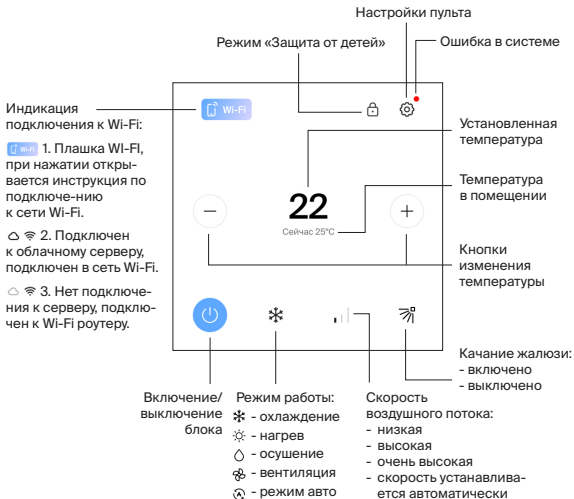 Настройки пульта
Режим «Защита от детей»
Ошибка в системе
Индикация
подключения к Wi-Fi:
Wi-Fi 1. Плашка WI-FI,
при нажатии откры-
вается инструкция по
подключе-нию
к сети Wi-Fi.
2. Подключен
к облачному серверу,
подключен в сеть Wi-Fi.
3. Нет подключе-
ния к серверу, подклю-
чен к Wi-Fi роутеру.
Wi-Fi
22
Сейчас 25°C
Установленная
температура
Температура
в помещении
Кнопки
изменения
температуры
Качание жалюзи:
- включено
- выключено
Включение/
выключение
блока
Режим работы:
- охлаждение
- нагрев
- осушение
- вентиляция
- режим авто
Скорость
воздушного потока:
- низкая
- высокая
- очень высокая
- скорость устанавлива-
ется автоматически